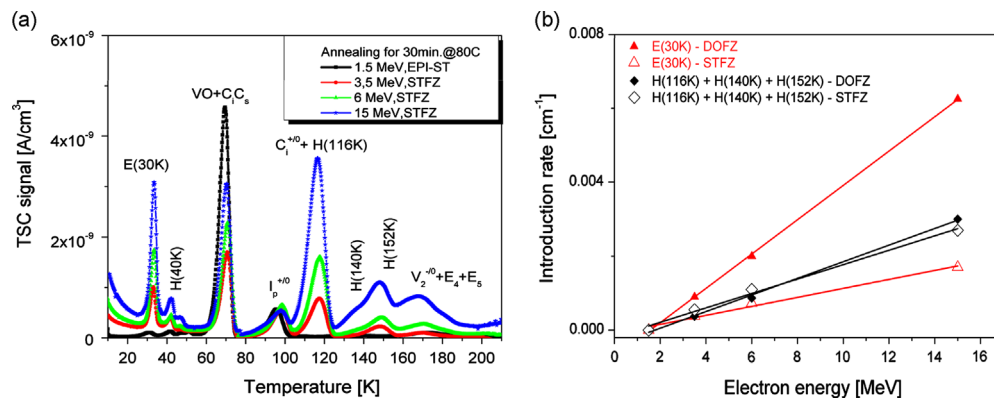 (a)
Annealing for 30min.@80C
1.5 MeV,EPI-ST
3,5 MeV,STFZ
6 MeV,STFZ
15 MeV,STFZ
TSC signal [A/cm³]
6x10⁻⁹
4x10⁻⁹
2x10⁻⁹
0
E(30K)
H(40K)
VO+CᵢCₛ
Iₚ⁺ᐟ⁰
Cᵢ⁺ᐟ⁰+ H(116K)
H(140K)
H(152K)
V₂⁻ᐟ⁰+E₄+E₅
20 40 60 80 100 120 140 160 180 200
Temperature [K]
(b)
E(30K) - DOFZ
E(30K) - STFZ
H(116K) + H(140K) + H(152K) - DOFZ
H(116K) + H(140K) + H(152K) - STFZ
Introduction rate [cm⁻¹]
0.008
0.004
0.000
0 2 4 6 8 10 12 14 16
Electron energy [MeV]